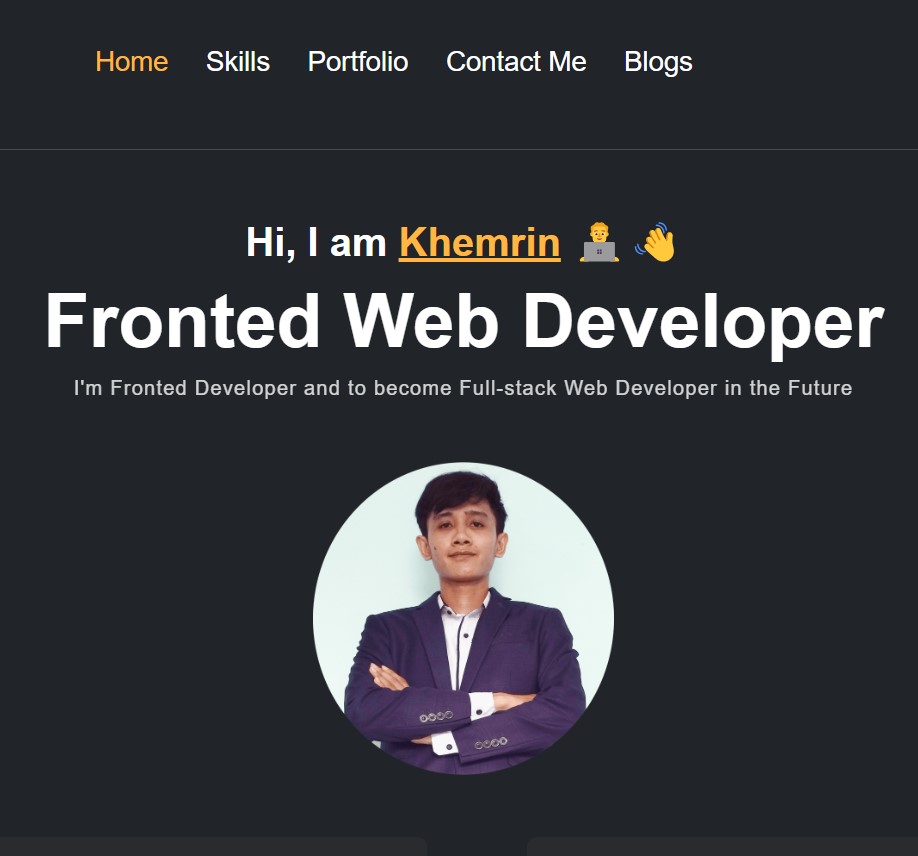 Home Skills Portfolio Contact Me Blogs
Hi, I am Khemrin 👨‍💻 👋
Fronted Web Developer
I'm Fronted Developer and to become Full-stack Web Developer in the Future